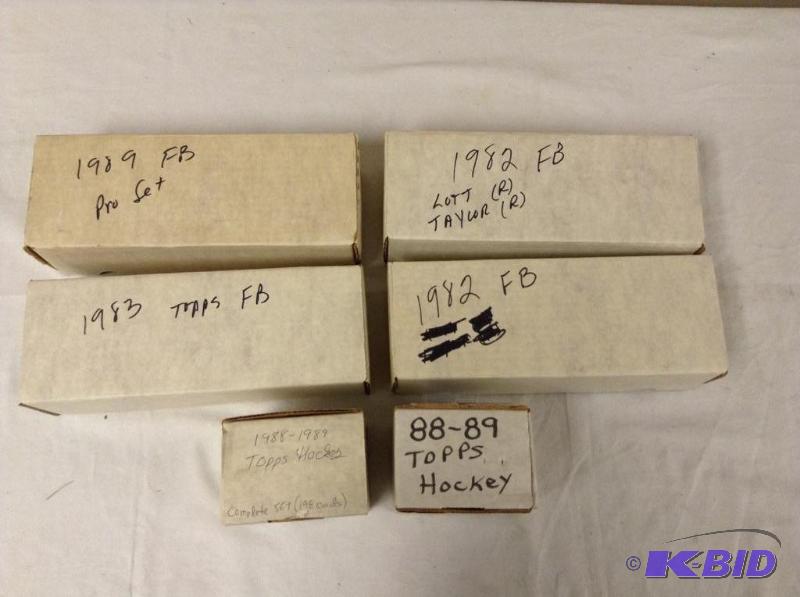 1989 FB
Pro Set
1982 FB
LOTT (R)
TAYLOR (R)
1983 TOPPS FB
1982 FB
1988-1989
Topps Hockey
Complete SET (198 cards)
88-89
TOPPS
Hockey
© K-BID